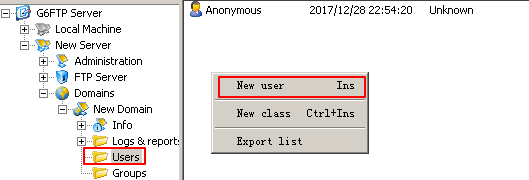 G6FTP Server
Local Machine
New Server
Administration
FTP Server
Domains
New Domain
Info
Logs & reports
Users
Groups
Anonymous 2017/12/28 22:54:20 Unknown
New user Ins
New class Ctrl+Ins
Export list